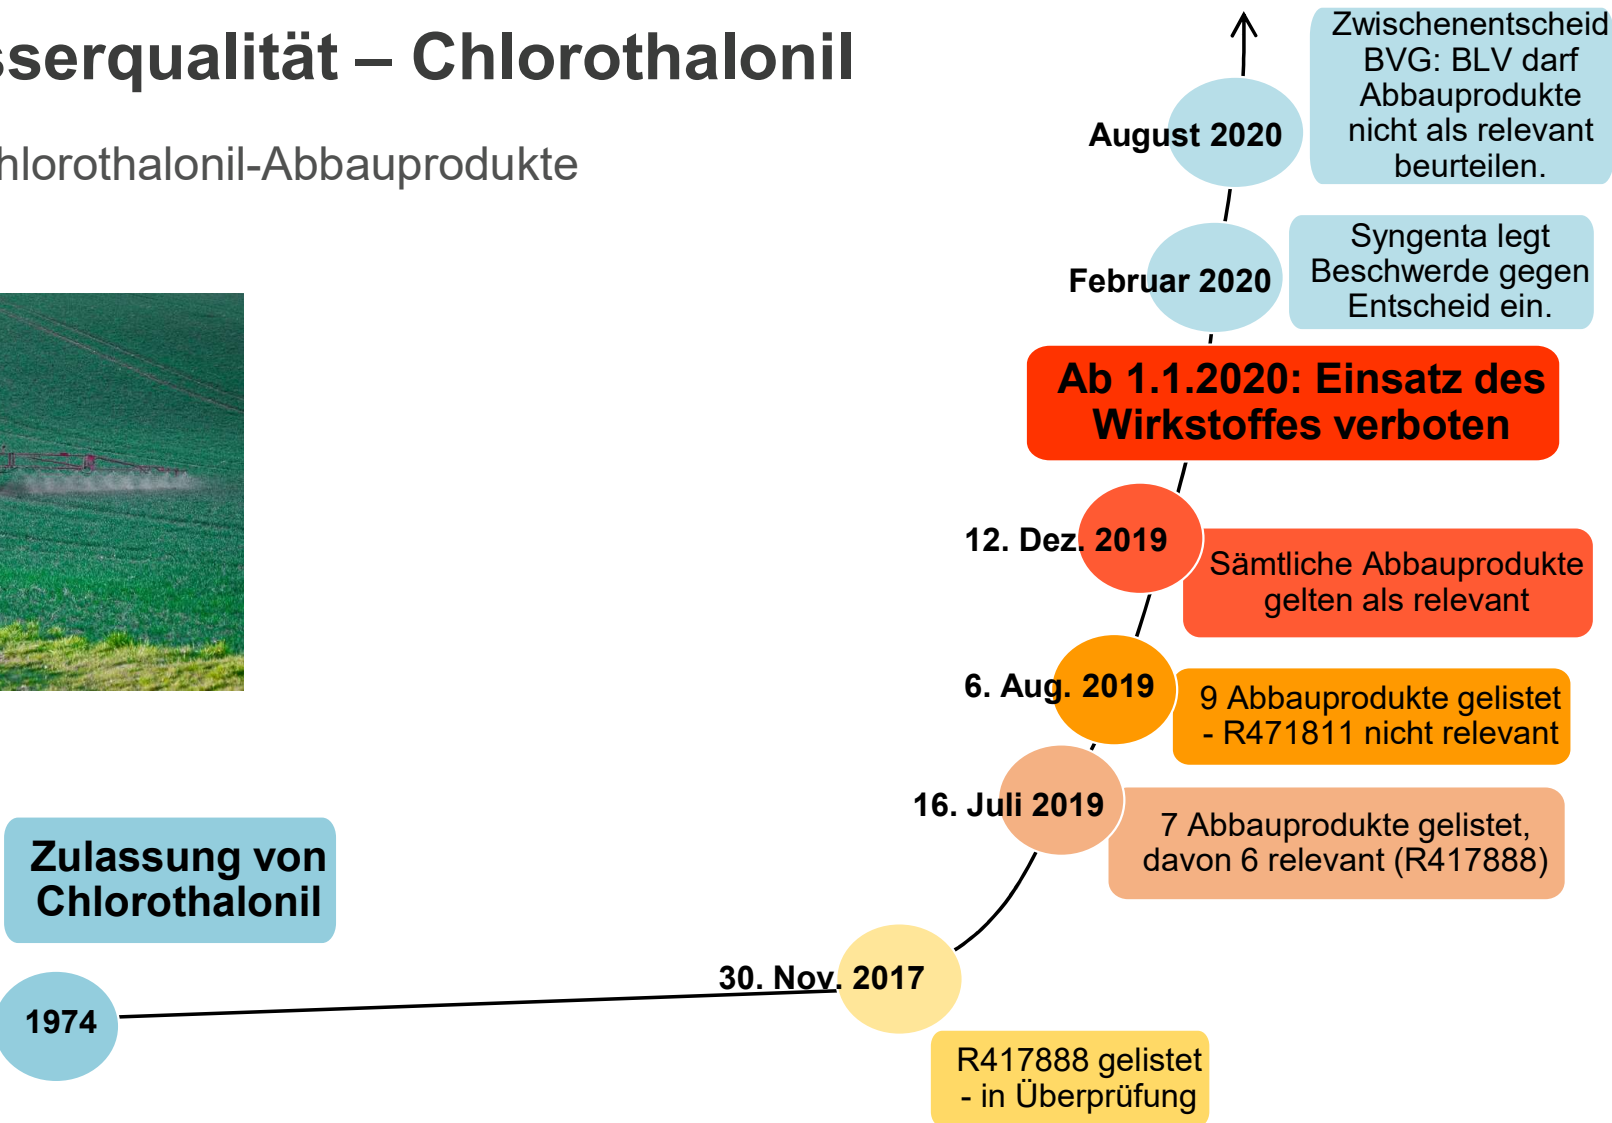 sserqualität – Chlorothalonil
hlorothalonil-Abbauprodukte
Zwischenentscheid
BVG: BLV darf
Abbauprodukte
nicht als relevant
beurteilen.
August 2020
Syngenta legt
Beschwerde gegen
Entscheid ein.
Februar 2020
Ab 1.1.2020: Einsatz des
Wirkstoffes verboten
12. Dez. 2019
Sämtliche Abbauprodukte
gelten als relevant
6. Aug. 2019
9 Abbauprodukte gelistet
- R471811 nicht relevant
16. Juli 2019
7 Abbauprodukte gelistet,
davon 6 relevant (R417888)
Zulassung von
Chlorothalonil
30. Nov. 2017
1974
R417888 gelistet
- in Überprüfung